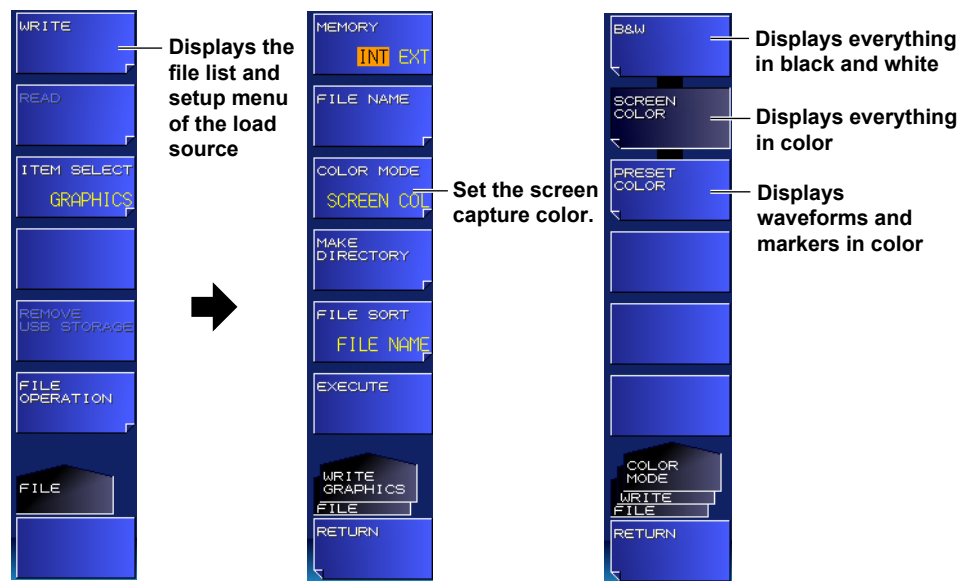 WRITE
Displays the
file list and
setup menu
of the load
source
READ
ITEM SELECT
GRAPHICS
REMOVE
USB STORAGE
FILE
OPERATION
FILE
MEMORY
INT EXT
FILE NAME
COLOR MODE
SCREEN COL
Set the screen
capture color.
MAKE
DIRECTORY
FILE SORT
FILE NAME
EXECUTE
WRITE
GRAPHICS
FILE
RETURN
B&W
Displays everything
in black and white
SCREEN
COLOR
Displays everything
in color
PRESET
COLOR
Displays
waveforms and
markers in color
COLOR
MODE
WRITE
FILE
RETURN